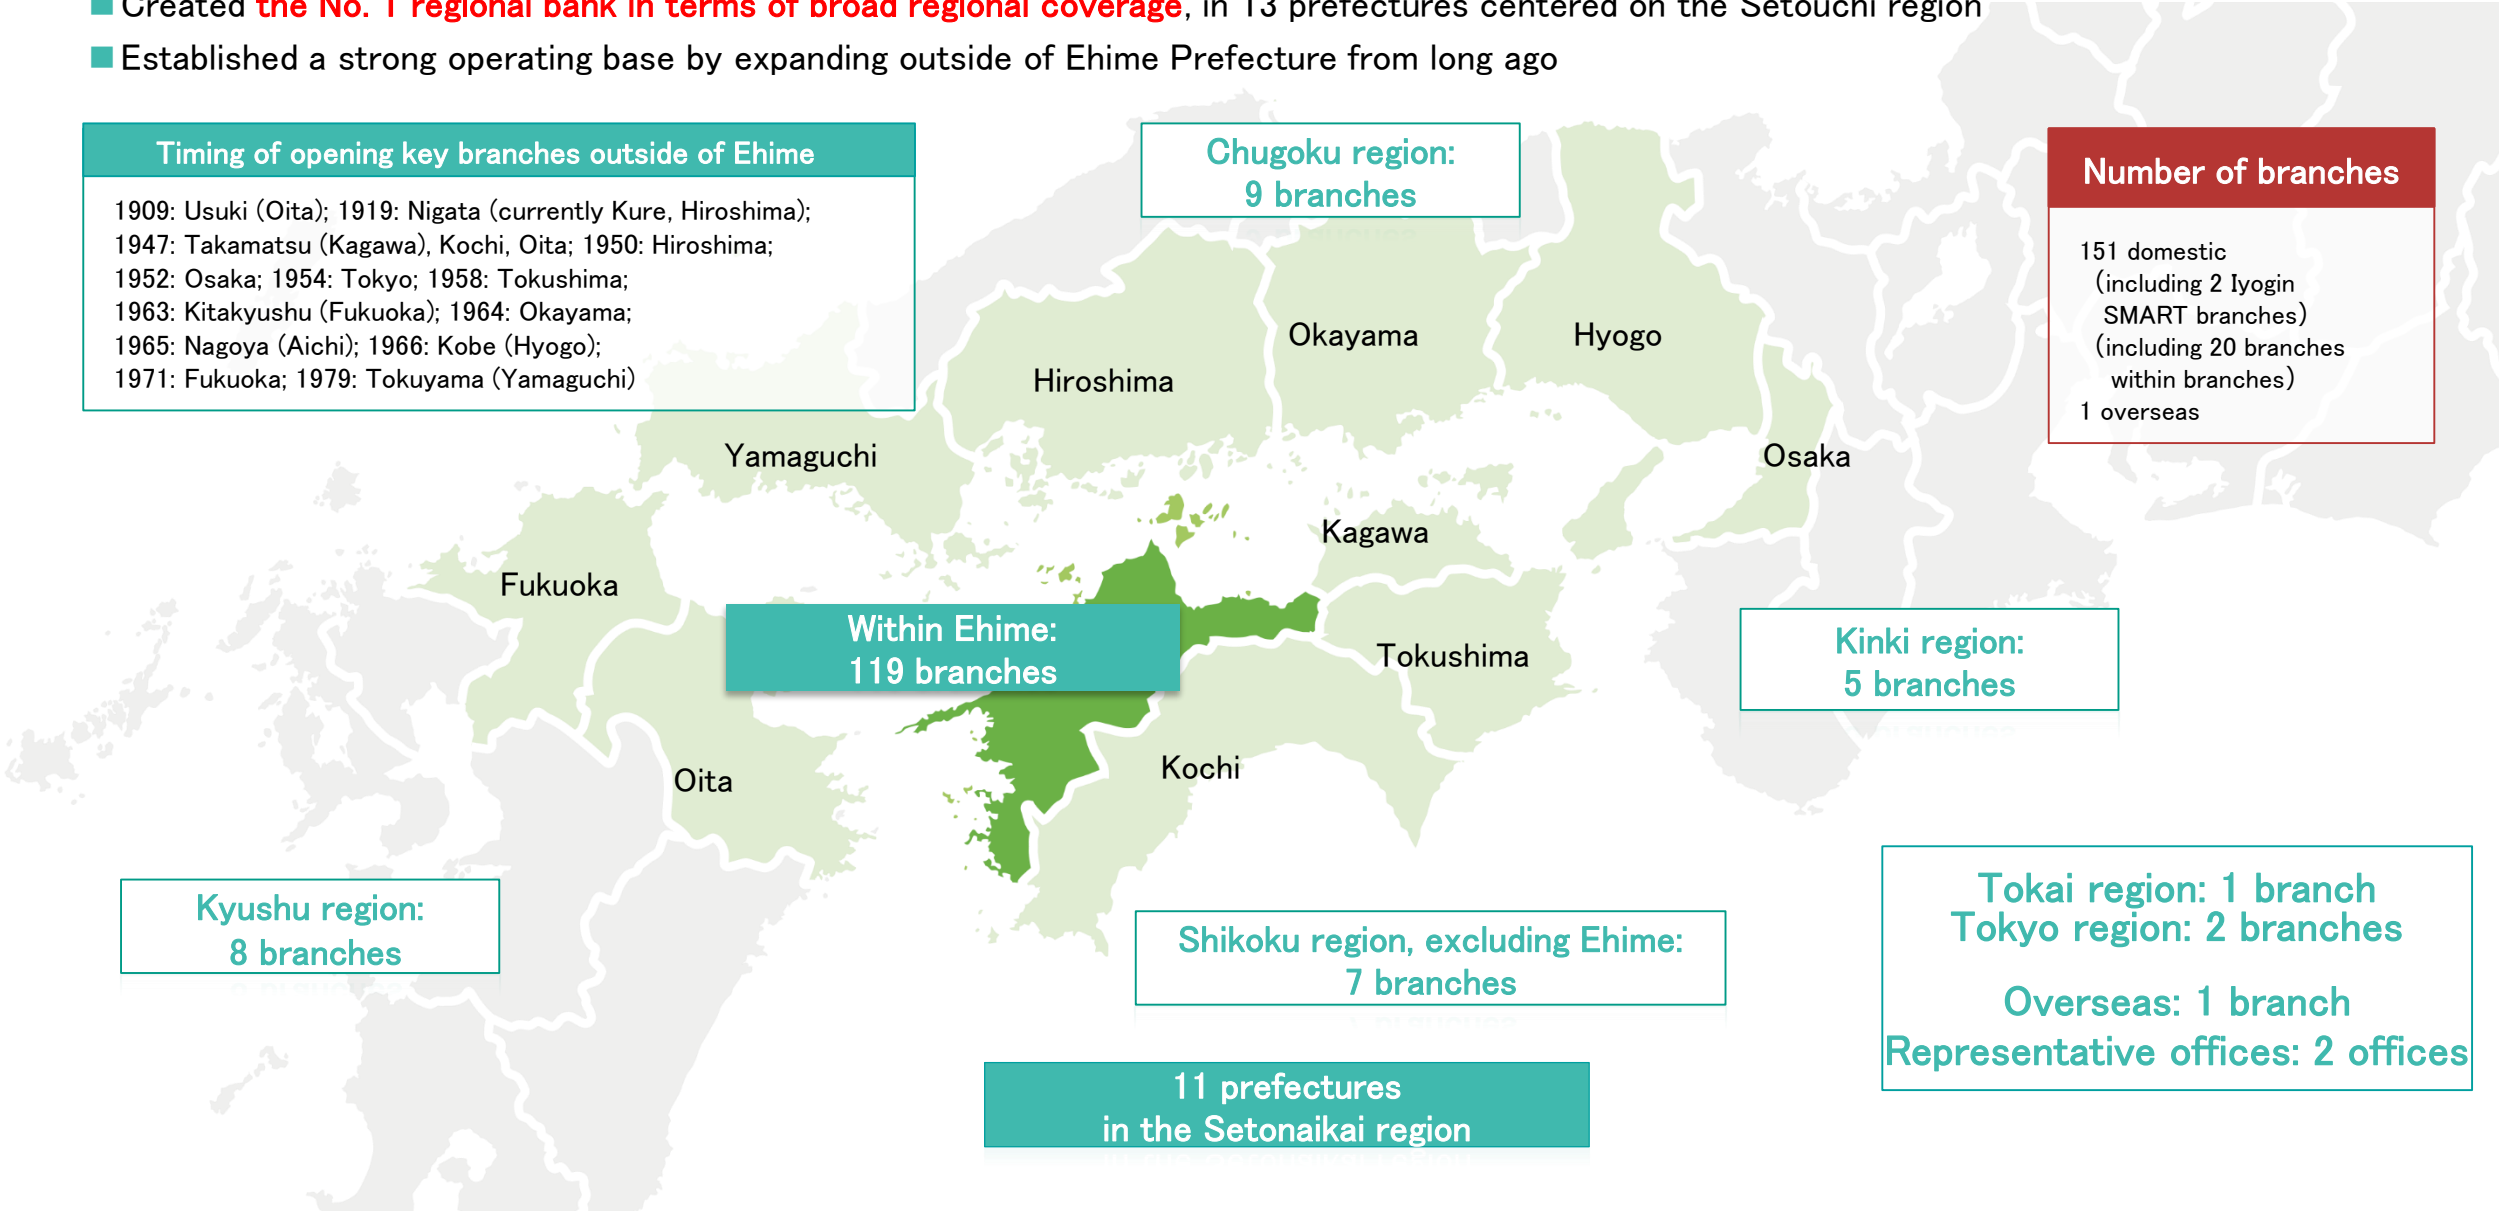 Created the No. 1 regional bank in terms of broad regional coverage, in 13 prefectures centered on the Setouchi region
Established a strong operating base by expanding outside of Ehime Prefecture from long ago
Timing of opening key branches outside of Ehime
1909: Usuki (Oita); 1919: Nigata (currently Kure, Hiroshima);
1947: Takamatsu (Kagawa), Kochi, Oita; 1950: Hiroshima;
1952: Osaka; 1954: Tokyo; 1958: Tokushima;
1963: Kitakyushu (Fukuoka); 1964: Okayama;
1965: Nagoya (Aichi); 1966: Kobe (Hyogo);
1971: Fukuoka; 1979: Tokuyama (Yamaguchi)
Chugoku region:
9 branches
Number of branches
151 domestic
(including 2 Iyogin
SMART branches)
(including 20 branches
within branches)
1 overseas
Okayama
Hyogo
Hiroshima
Yamaguchi
Osaka
Kagawa
Fukuoka
Within Ehime:
119 branches
Tokushima
Kinki region:
5 branches
Oita
Kochi
Kyushu region:
8 branches
Shikoku region, excluding Ehime:
7 branches
Tokai region: 1 branch
Tokyo region: 2 branches
Overseas: 1 branch
Representative offices: 2 offices
11 prefectures
in the Setonaikai region